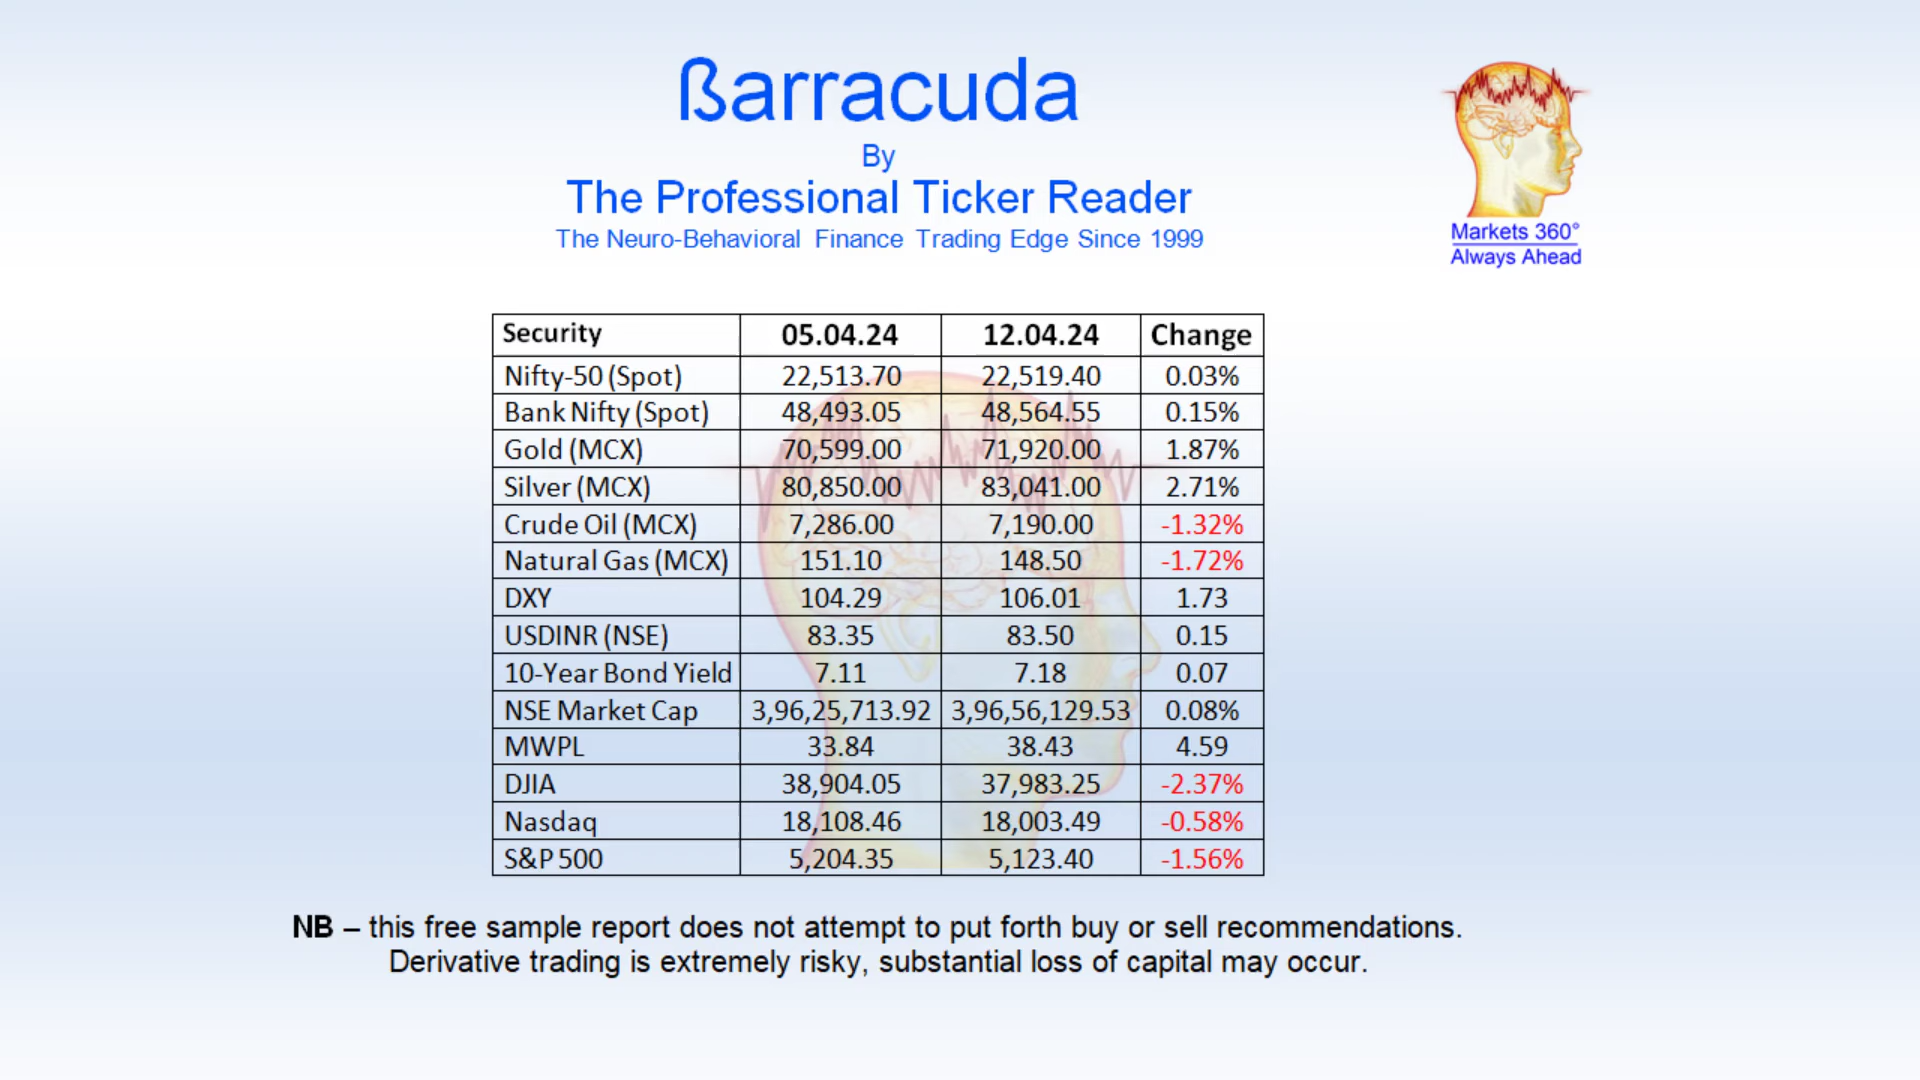 ßarracuda
By
The Professional Ticker Reader
The Neuro-Behavioral Finance Trading Edge Since 1999
Markets 360°
Always Ahead
Security 05.04.24 12.04.24 Change
Nifty-50 (Spot) 22,513.70 22,519.40 0.03%
Bank Nifty (Spot) 48,493.05 48,564.55 0.15%
Gold (MCX) 70,599.00 71,920.00 1.87%
Silver (MCX) 80,850.00 83,041.00 2.71%
Crude Oil (MCX) 7,286.00 7,190.00 -1.32%
Natural Gas (MCX) 151.10 148.50 -1.72%
DXY 104.29 106.01 1.73
USDINR (NSE) 83.35 83.50 0.15
10-Year Bond Yield 7.11 7.18 0.07
NSE Market Cap 3,96,25,713.92 3,96,56,129.53 0.08%
MWPL 33.84 38.43 4.59
DJIA 38,904.05 37,983.25 -2.37%
Nasdaq 18,108.46 18,003.49 -0.58%
S&P 500 5,204.35 5,123.40 -1.56%
NB – this free sample report does not attempt to put forth buy or sell recommendations.
Derivative trading is extremely risky, substantial loss of capital may occur.